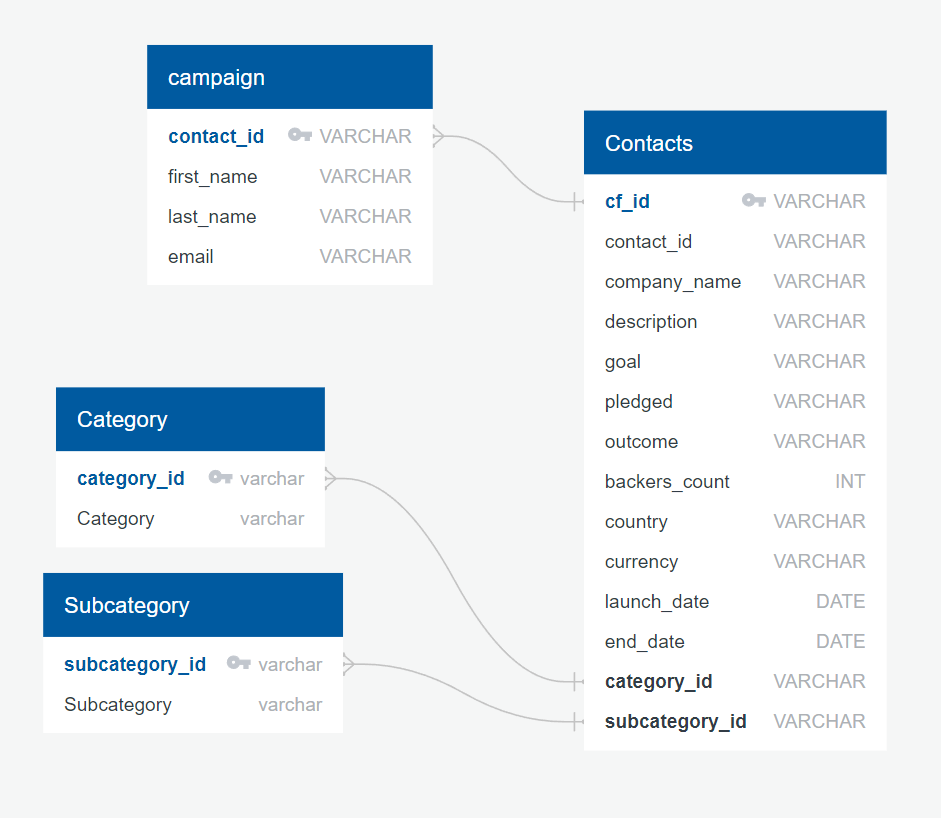 campaign
contact_id VARCHAR
first_name VARCHAR
last_name VARCHAR
email VARCHAR
Contacts
cf_id VARCHAR
contact_id VARCHAR
company_name VARCHAR
description VARCHAR
goal VARCHAR
pledged VARCHAR
outcome VARCHAR
backers_count INT
country VARCHAR
currency VARCHAR
launch_date DATE
end_date DATE
category_id VARCHAR
subcategory_id VARCHAR
Category
category_id varchar
Category varchar
Subcategory
subcategory_id varchar
Subcategory varchar